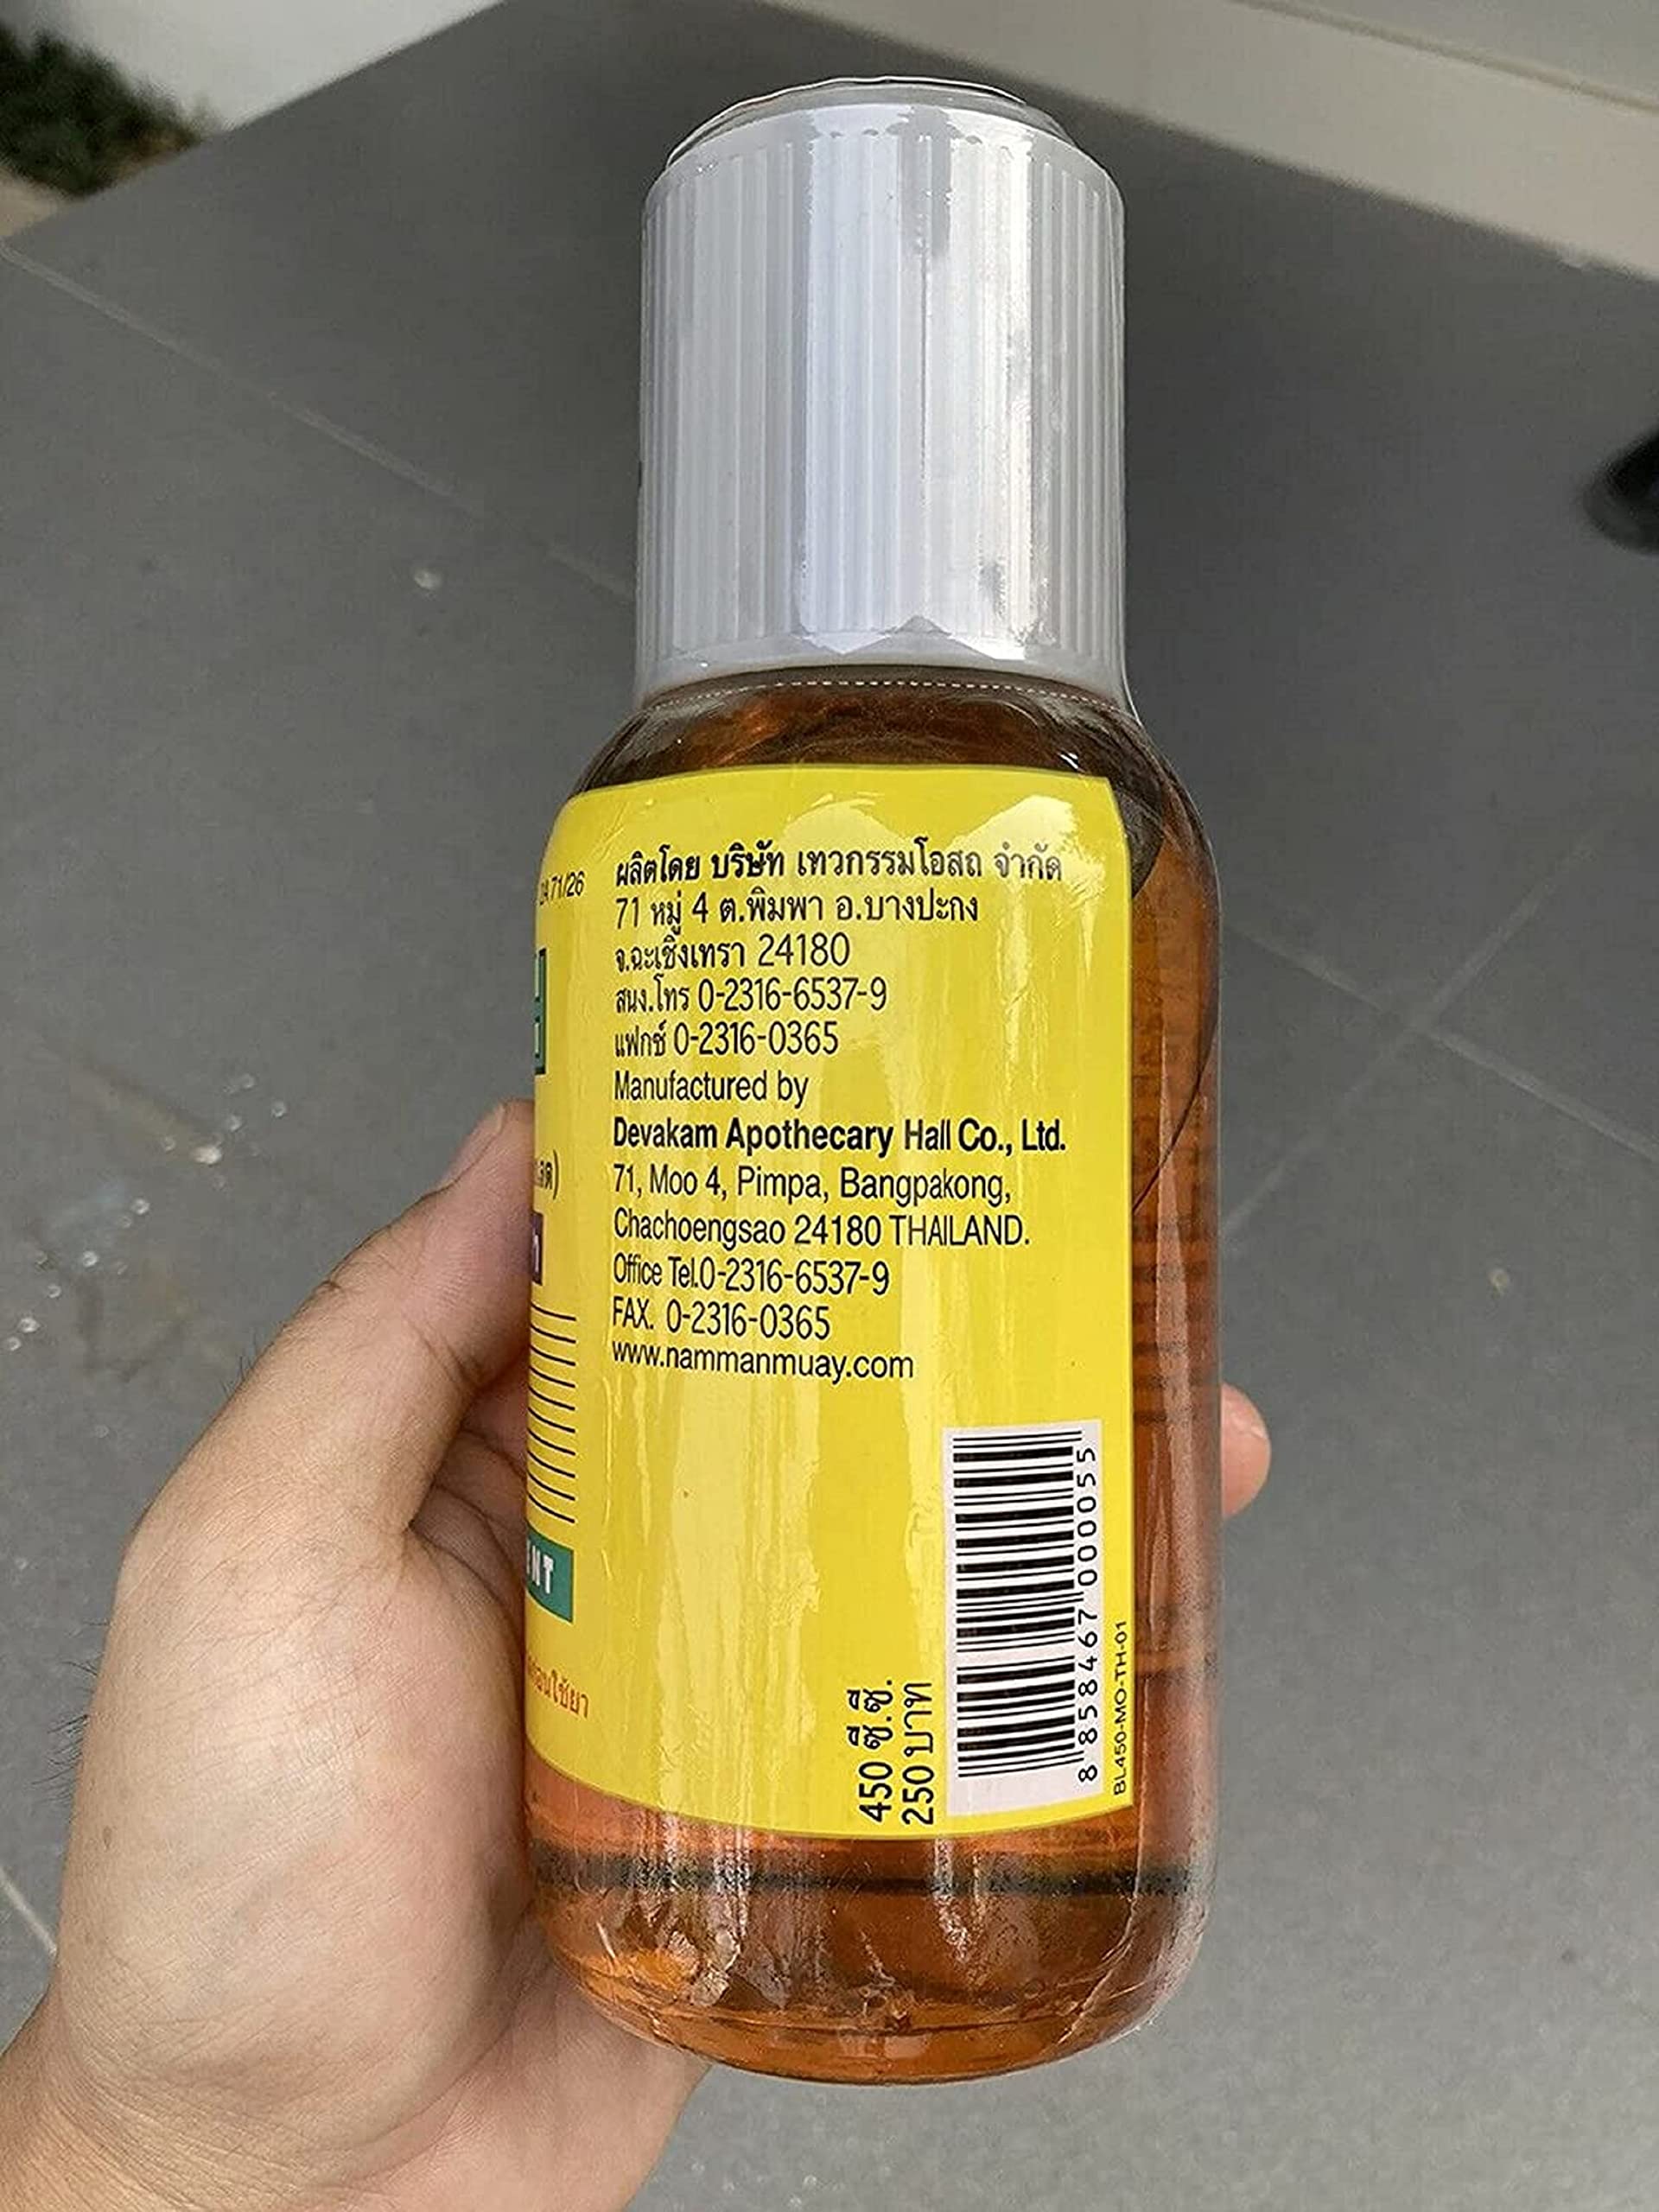 71/26
ผลิตโดย บริษัท เทวกรรมโอสถ จำกัด
71 หมู่ 4 ต.พิมพา อ.บางปะกง
จ.ฉะเชิงเทรา 24180
สนง.โทร 0-2316-6537-9
แฟกซ์ 0-2316-0365
Manufactured by
Devakam Apothecary Hall Co., Ltd.
71, Moo 4, Pimpa, Bangpakong,
Chachoengsao 24180 THAILAND.
Office Tel.0-2316-6537-9
FAX. 0-2316-0365
www.nammanmuay.com
450 ซี.ซี.
250 บาท
8 858467 000055
BL450-MO-TH-01